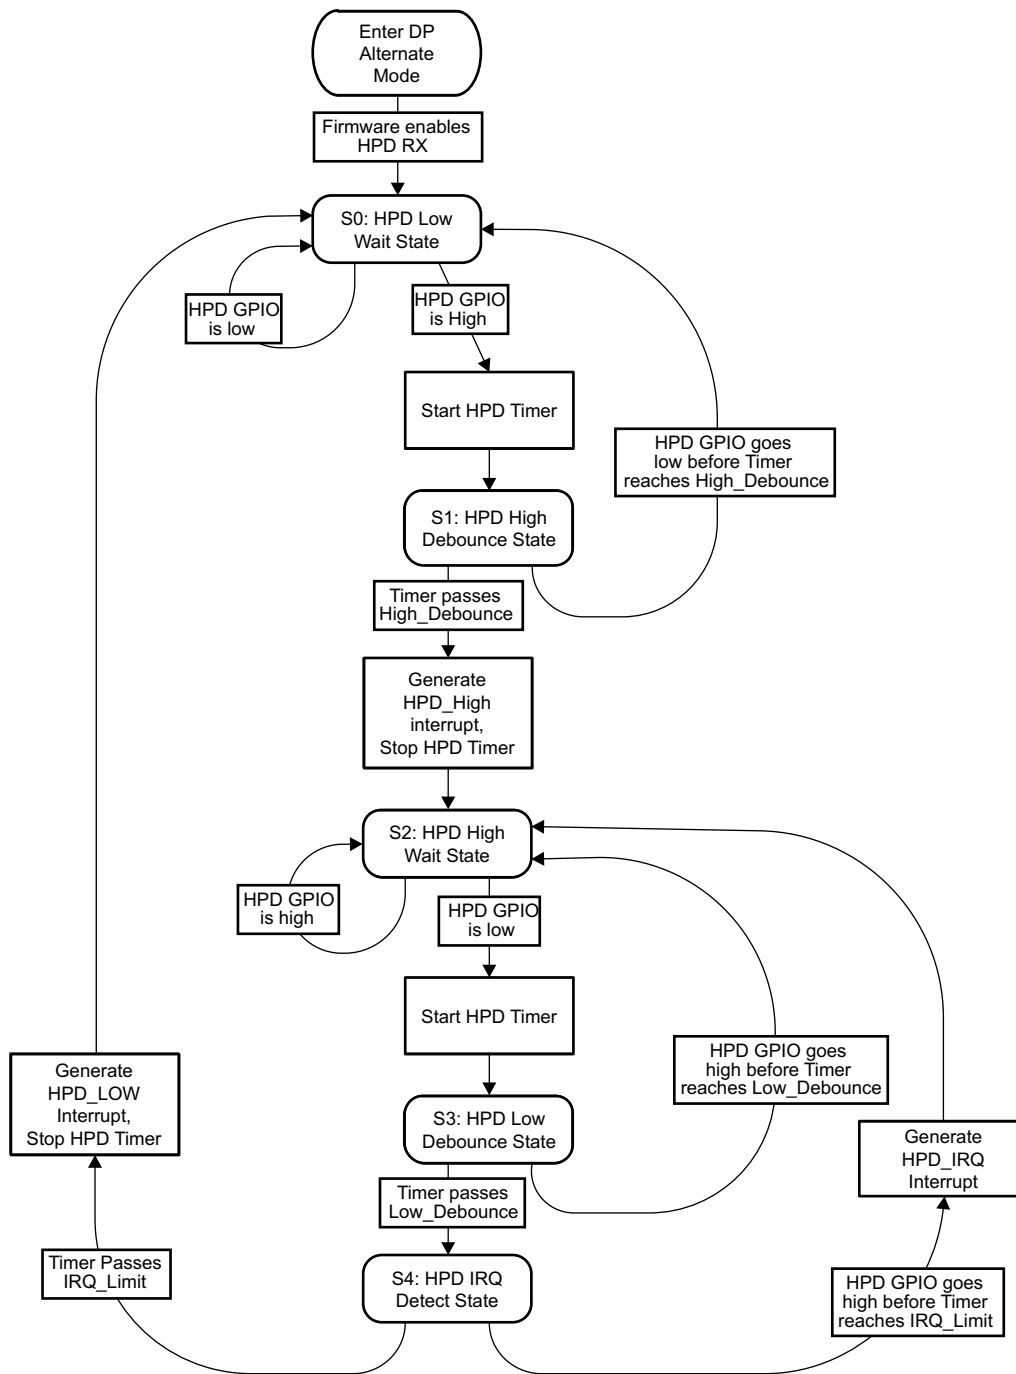 Enter DP
Alternate
Mode
Firmware enables
HPD RX
S0: HPD Low
Wait State
HPD GPIO
is low
HPD GPIO
is High
Start HPD Timer
HPD GPIO goes
low before Timer
reaches High_Debounce
S1: HPD High
Debounce State
Timer passes
High_Debounce
Generate
HPD_High
interrupt,
Stop HPD Timer
S2: HPD High
Wait State
HPD GPIO
is high
HPD GPIO
is low
Start HPD Timer
HPD GPIO goes
high before Timer
reaches Low_Debounce
Generate
HPD_LOW
Interrupt,
Stop HPD Timer
S3: HPD Low
Debounce State
Generate
HPD_IRQ
Interrupt
Timer passes
Low_Debounce
Timer Passes
IRQ_Limit
S4: HPD IRQ
Detect State
HPD GPIO goes
high before Timer
reaches IRQ_Limit